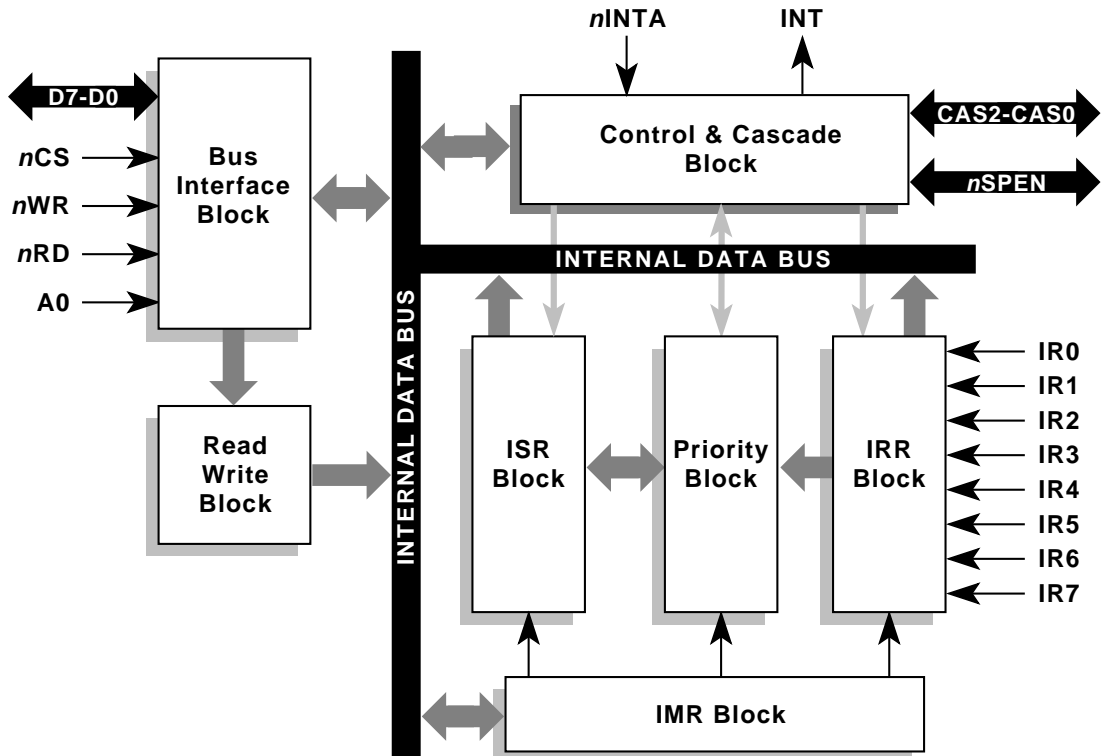 nINTA
INT
D7-D0
nCS
nWR
nRD
A0
Bus
Interface
Block
Control & Cascade
Block
CAS2-CAS0
nSPEN
INTERNAL DATA BUS
INTERNAL DATA BUS
Read
Write
Block
ISR
Block
Priority
Block
IRR
Block
IR0
IR1
IR2
IR3
IR4
IR5
IR6
IR7
IMR Block